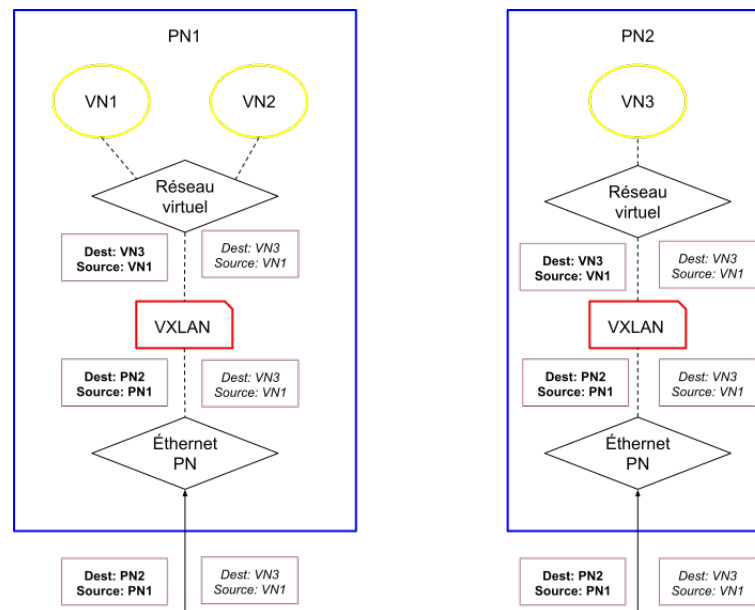 PN1
VN1
VN2
Réseau
virtuel
Dest: VN3
Source: VN1
Dest: VN3
Source: VN1
VXLAN
Dest: PN2
Source: PN1
Dest: VN3
Source: VN1
Éthernet
PN
Dest: PN2
Source: PN1
Dest: VN3
Source: VN1
PN2
VN3
Réseau
virtuel
Dest: VN3
Source: VN1
Dest: VN3
Source: VN1
VXLAN
Dest: PN2
Source: PN1
Dest: VN3
Source: VN1
Éthernet
PN
Dest: PN2
Source: PN1
Dest: VN3
Source: VN1